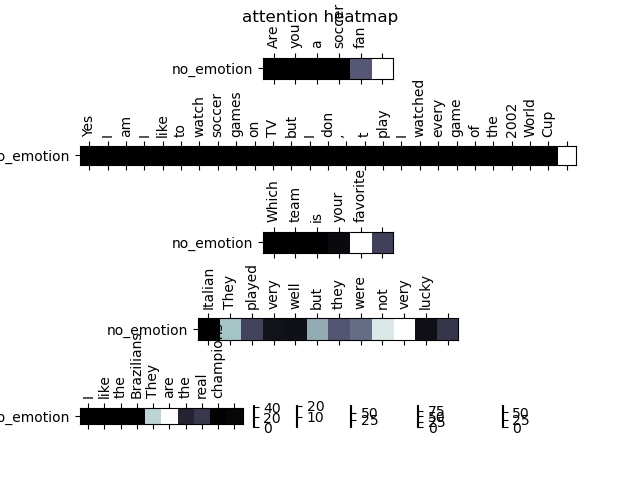 attention heatmap
Are you a soccer fan
no_emotion
Yes I am I like to watch soccer games on TV but I don ' t play I watched every game of the 2002 World Cup
no_emotion
Which team is your favorite
no_emotion
Italian They played very well but they were not very lucky
no_emotion
I like the Brazilians They are the real champions
no_emotion
40 20 0
20 10
50 25
75 50 25 0
50 25 0